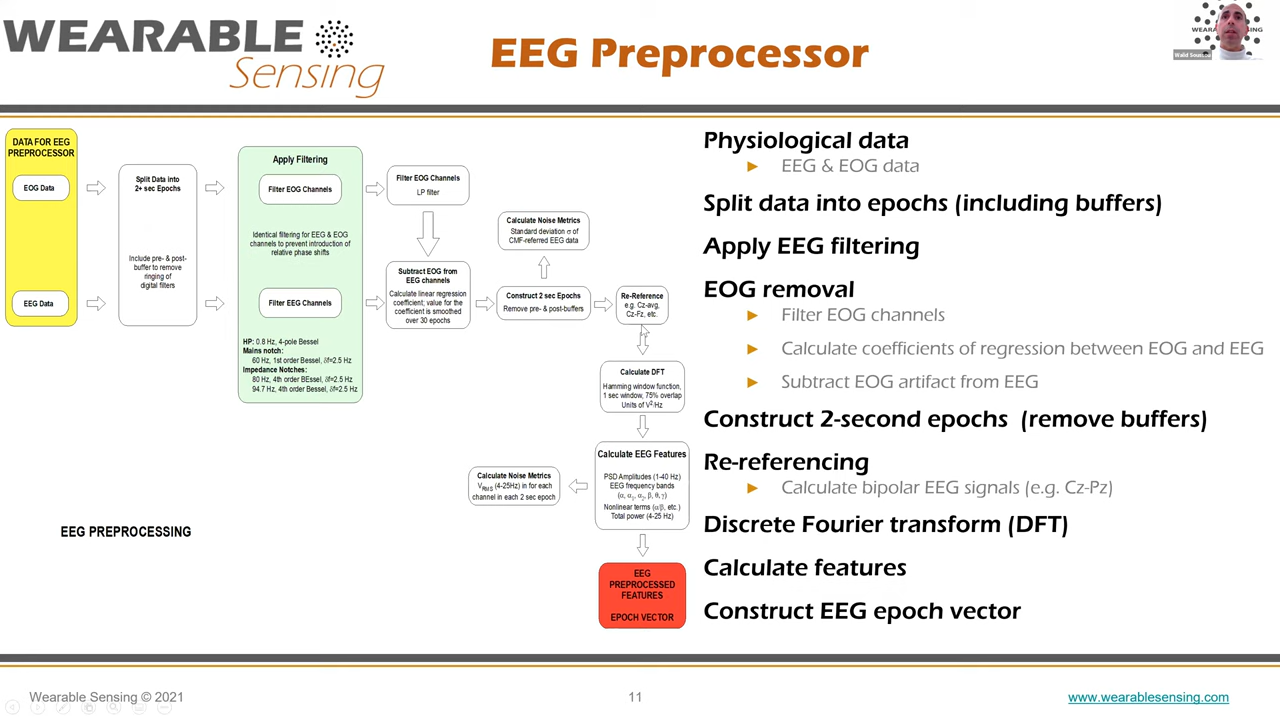 WEARABLE
Sensing
EEG Preprocessor
DATA FOR EEG
PREPROCESSOR
EOG Data
EEG Data
Split Data into
2+ sec Epochs
Include pre- & post-
buffer to remove
ringing of
digital filters
Apply Filtering
Filter EOG Channels
Identical filtering for EEG & EOG
channels to prevent introduction of
relative phase shifts
Filter EEG Channels
HP: 0.8 Hz, 4-pole Bessel
Mains notch:
60 Hz, 1st order Bessel, δf=2.5 Hz
Impedance Notches:
80 Hz, 4th order BEssel, δf=2.5 Hz
94.7 Hz, 4th order Bessel, δf=2.5 Hz
Filter EOG Channels
LP filter
Subtract EOG from
EEG channels
Calculate linear regression
coefficient; value for the
coefficient is smoothed
over 30 epochs
Calculate Noise Metrics
Standard deviation σ of
CMF-referred EEG data
Construct 2 sec Epochs
Remove pre- & post-buffers
Re-Reference
e.g. Cz-avg,
Cz-Fz, etc.
Calculate DFT
Hamming window function,
1 sec window, 75% overlap
Units of V²/Hz
Calculate EEG Features
PSD Amplitudes (1-40 Hz)
EEG frequency bands
(α, α₁, α₂, β, θ, γ)
Nonlinear terms (α/β, etc.)
Total power (4-25 Hz)
Calculate Noise Metrics
V_RMS (4-25Hz) in for each
channel in each 2 sec epoch
EEG
PREPROCESSED
FEATURES
EPOCH VECTOR
EEG PREPROCESSING
Physiological data
► EEG & EOG data
Split data into epochs (including buffers)
Apply EEG filtering
EOG removal
► Filter EOG channels
► Calculate coefficients of regression between EOG and EEG
► Subtract EOG artifact from EEG
Construct 2-second epochs (remove buffers)
Re-referencing
► Calculate bipolar EEG signals (e.g. Cz-Pz)
Discrete Fourier transform (DFT)
Calculate features
Construct EEG epoch vector
Wearable Sensing © 2021
11
www.wearablesensing.com